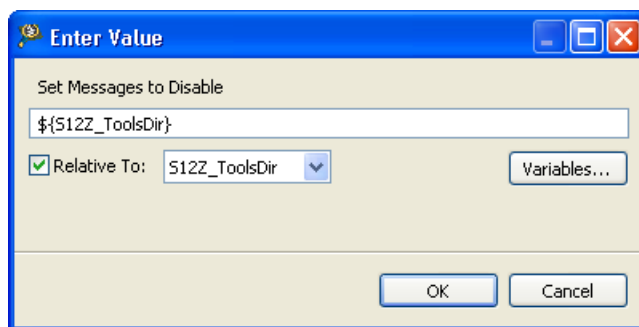 Enter Value
Set Messages to Disable
${S12Z_ToolsDir}
Relative To: S12Z_ToolsDir Variables...
OK Cancel